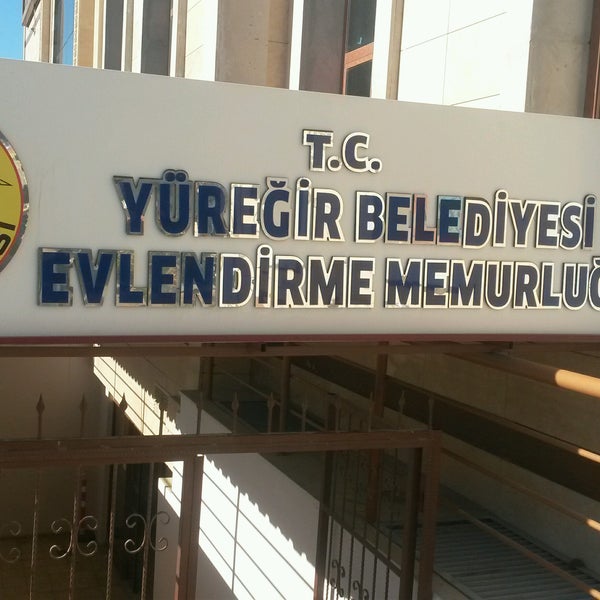 T.C.
YÜREĞİR BELEDİYESİ
EVLENDİRME MEMURLUĞ